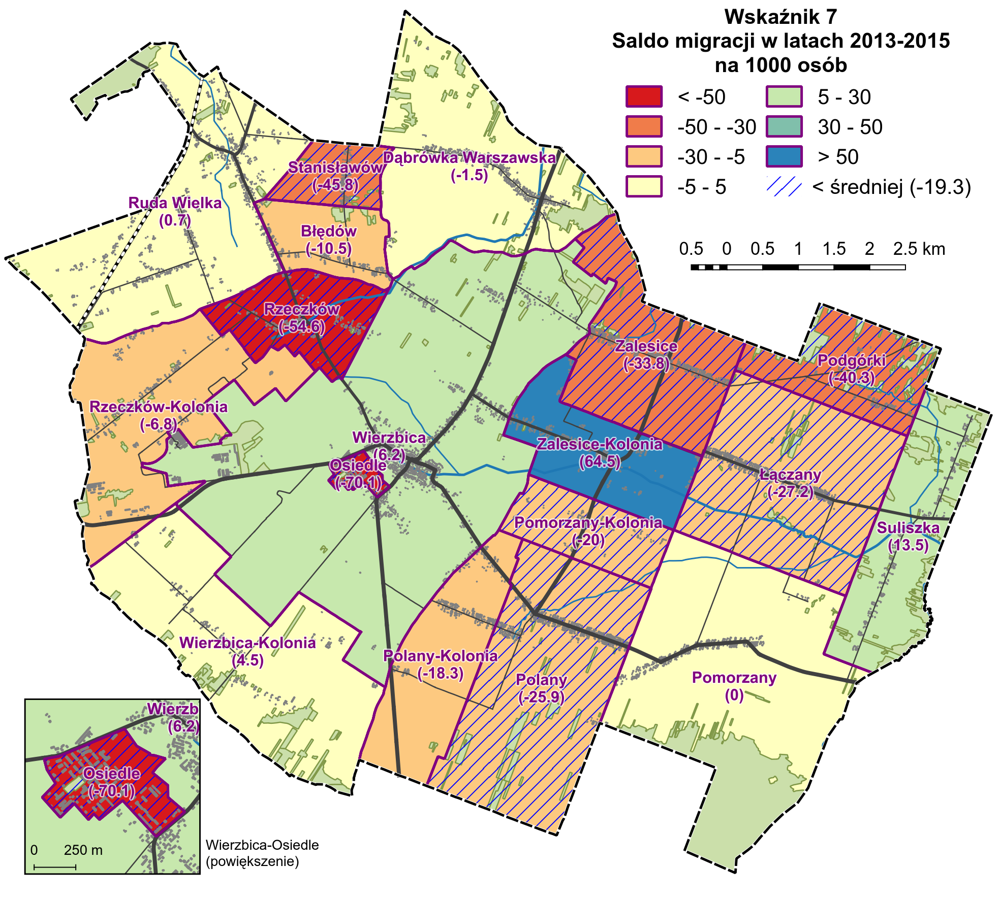 Wskaźnik 7
Saldo migracji w latach 2013-2015
na 1000 osób
< -50
5 - 30
-50 - -30
30 - 50
-30 - -5
> 50
-5 - 5
< średniej (-19.3)
0.5 0 0.5 1 1.5 2 2.5 km
Dąbrówka Warszawska
(-1.5)
Stanisławów
(-45.8)
Ruda Wielka
(0.7)
Błędów
(-10.5)
Rzeczków
(-54.6)
Zalesice
(-33.8)
Podgórki
(-40.3)
Rzeczków-Kolonia
(-6.8)
Wierzbica
(6.2)
Osiedle
(-70.1)
Zalesice-Kolonia
(64.5)
Łączany
(-27.2)
Pomorzany-Kolonia
(-20)
Suliszka
(13.5)
Wierzbica-Kolonia
(4.5)
Polany-Kolonia
(-18.3)
Polany
(-25.9)
Pomorzany
(0)
Wierzb
(6.2)
Osiedle
(-70.1)
0 250 m
Wierzbica-Osiedle
(powiększenie)